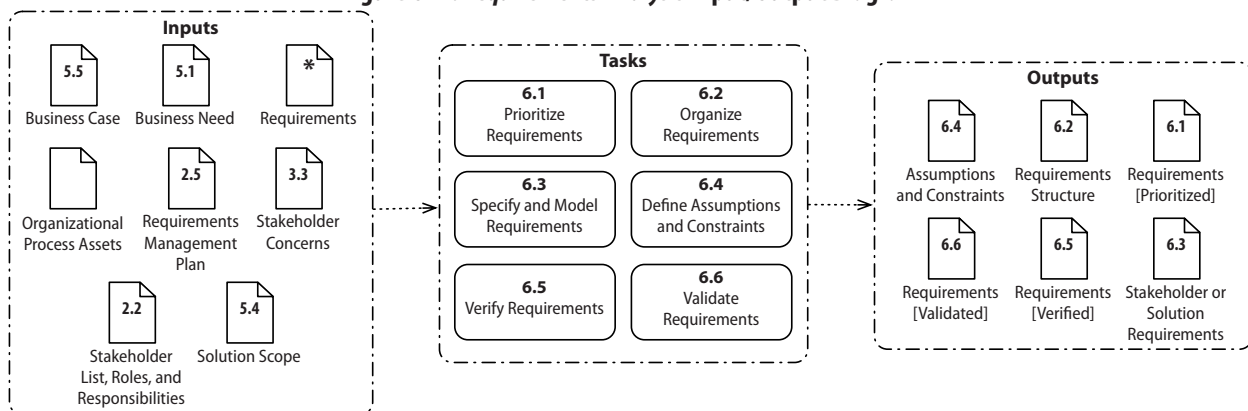 Inputs
5.5
Business Case
5.1
Business Need
*
Requirements
Organizational
Process Assets
2.5
Requirements
Management
Plan
3.3
Stakeholder
Concerns
2.2
Stakeholder
List, Roles, and
Responsibilities
5.4
Solution Scope
Tasks
6.1
Prioritize
Requirements
6.2
Organize
Requirements
6.3
Specify and Model
Requirements
6.4
Define Assumptions
and Constraints
6.5
Verify Requirements
6.6
Validate
Requirements
Outputs
6.4
Assumptions
and Constraints
6.2
Requirements
Structure
6.1
Requirements
[Prioritized]
6.6
Requirements
[Validated]
6.5
Requirements
[Verified]
6.3
Stakeholder or
Solution
Requirements